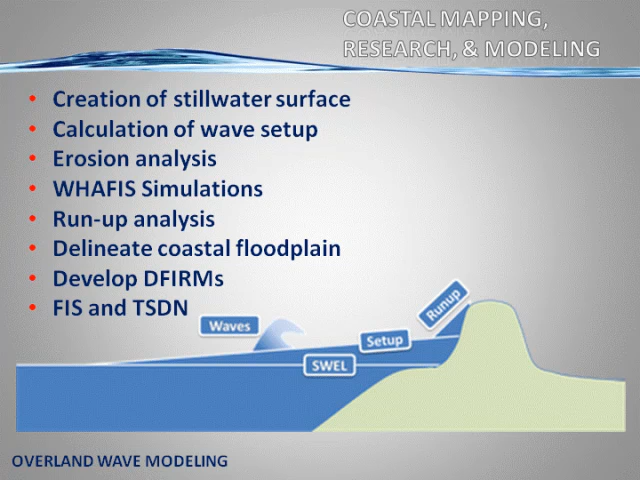 COASTAL MAPPING,
RESEARCH, & MODELING
• Creation of stillwater surface
• Calculation of wave setup
• Erosion analysis
• WHAFIS Simulations
• Run-up analysis
• Delineate coastal floodplain
• Develop DFIRMs
• FIS and TSDN
Waves
Runup
Setup
SWEL
OVERLAND WAVE MODELING